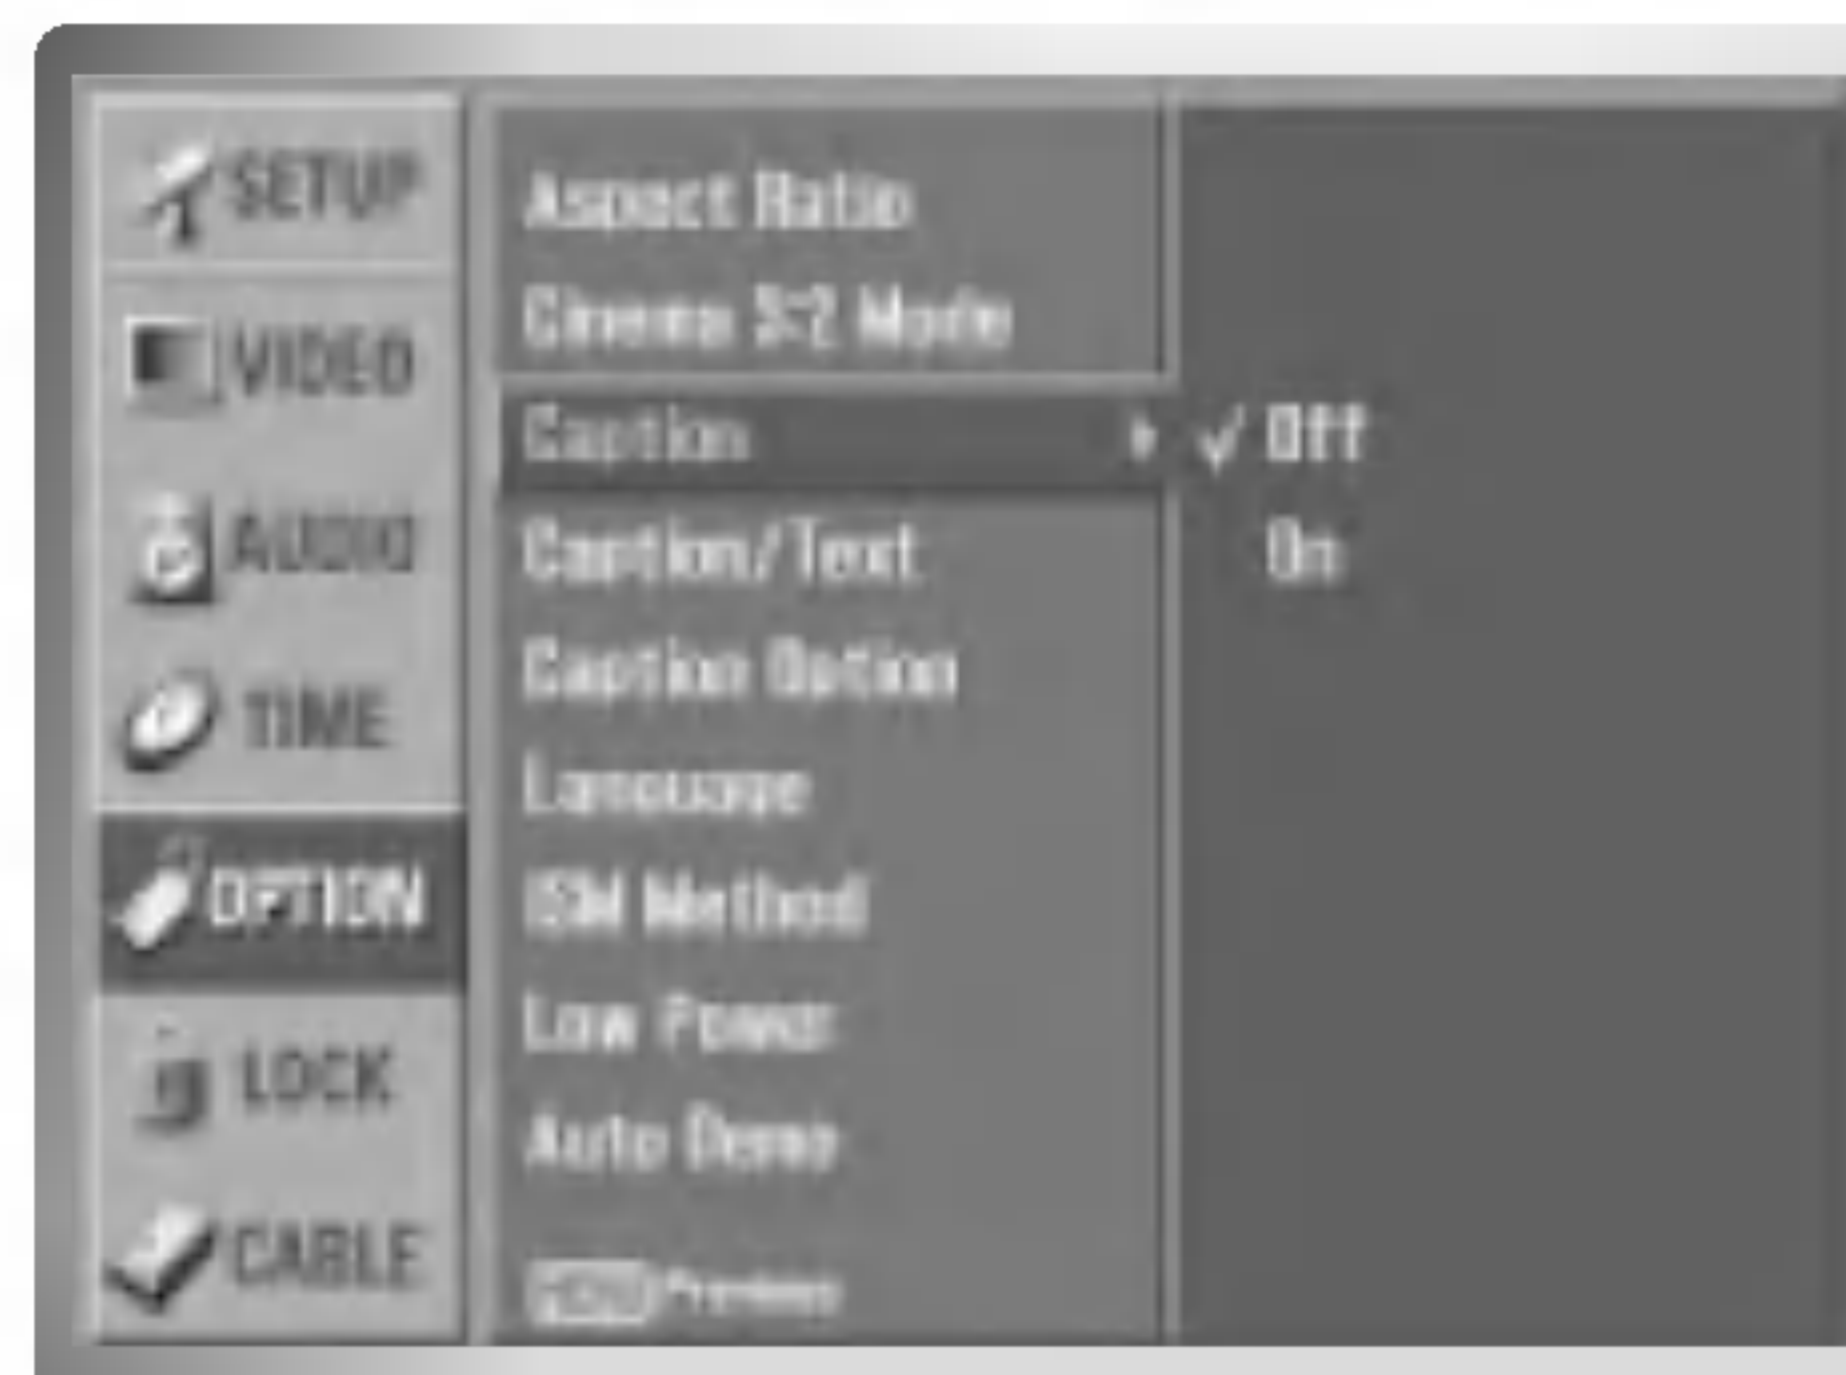 SETUP
VIDEO
AUDIO
TIME
OPTION
LOCK
CABLE
Aspect Ratio
Cinema 3:2 Mode
Caption
Caption/Text
Caption Option
Language
ISM Method
Low Power
Auto Demo
Previous
Off
On